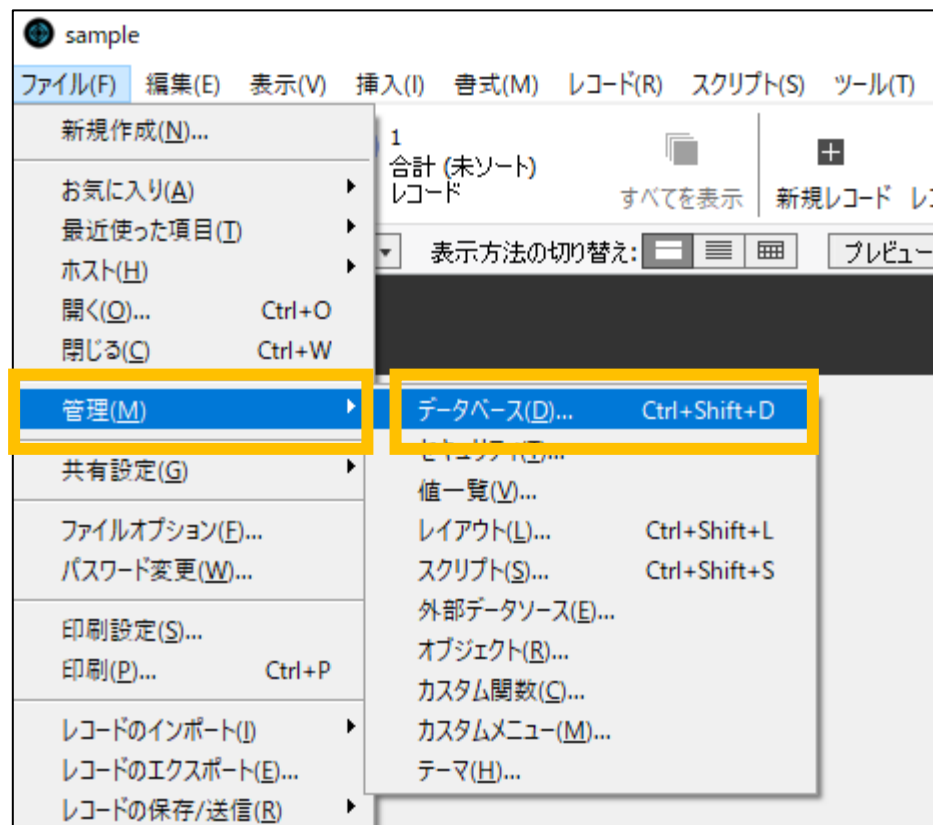 sample
ファイル(F) 編集(E) 表示(V) 挿入(I) 書式(M) レコード(R) スクリプト(S) ツール(T)
1
合計 (未ソート)
レコード
すべてを表示
新規レコード
表示方法の切り替え:
プレビュー
新規作成(N)...
お気に入り(A)
最近使った項目(T)
ホスト(H)
開く(O)... Ctrl+O
閉じる(C) Ctrl+W
管理(M)
共有設定(G)
ファイルオプション(F)...
パスワード変更(W)...
印刷設定(S)...
印刷(P)... Ctrl+P
レコードのインポート(I)
レコードのエクスポート(E)...
レコードの保存/送信(R)
データベース(D)... Ctrl+Shift+D
セキュリティ(T)...
値一覧(V)...
レイアウト(L)... Ctrl+Shift+L
スクリプト(S)... Ctrl+Shift+S
外部データソース(E)...
オブジェクト(R)...
カスタム関数(C)...
カスタムメニュー(M)...
テーマ(H)...